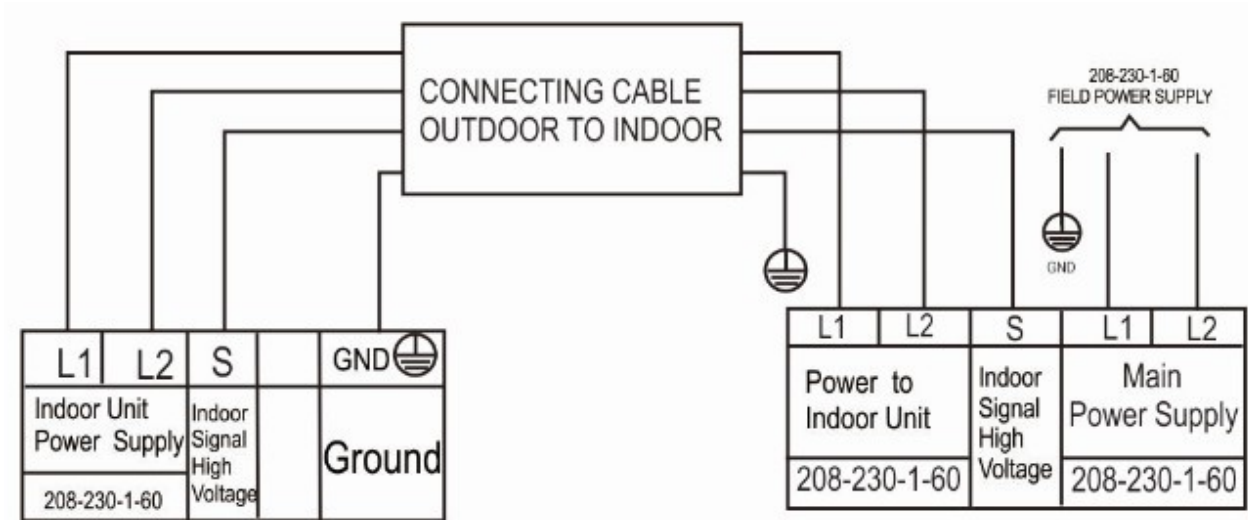 CONNECTING CABLE
OUTDOOR TO INDOOR
208-230-1-60
FIELD POWER SUPPLY
GND
L1 L2 S GND
Indoor Unit
Power Supply
208-230-1-60
Indoor
Signal
High
Voltage
Ground
L1 L2 S L1 L2
Power to
Indoor Unit
208-230-1-60
Indoor
Signal
High
Voltage
Main
Power Supply
208-230-1-60